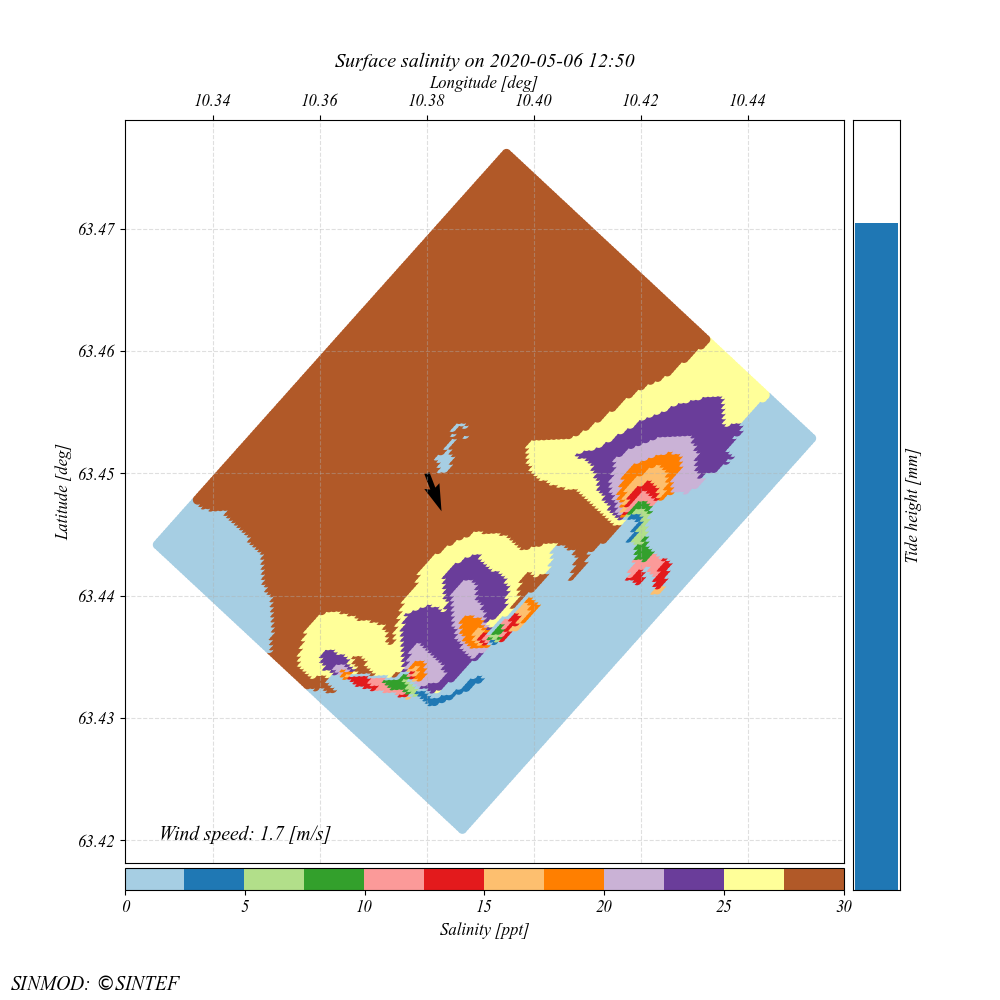 Surface salinity on 2020-05-06 12:50
Longitude [deg]
10.34 10.36 10.38 10.40 10.42 10.44
63.47
63.46
63.45
63.44
63.43
63.42
Latitude [deg]
Tide height [mm]
Wind speed: 1.7 [m/s]
0 5 10 15 20 25 30
Salinity [ppt]
SINMOD: ©SINTEF